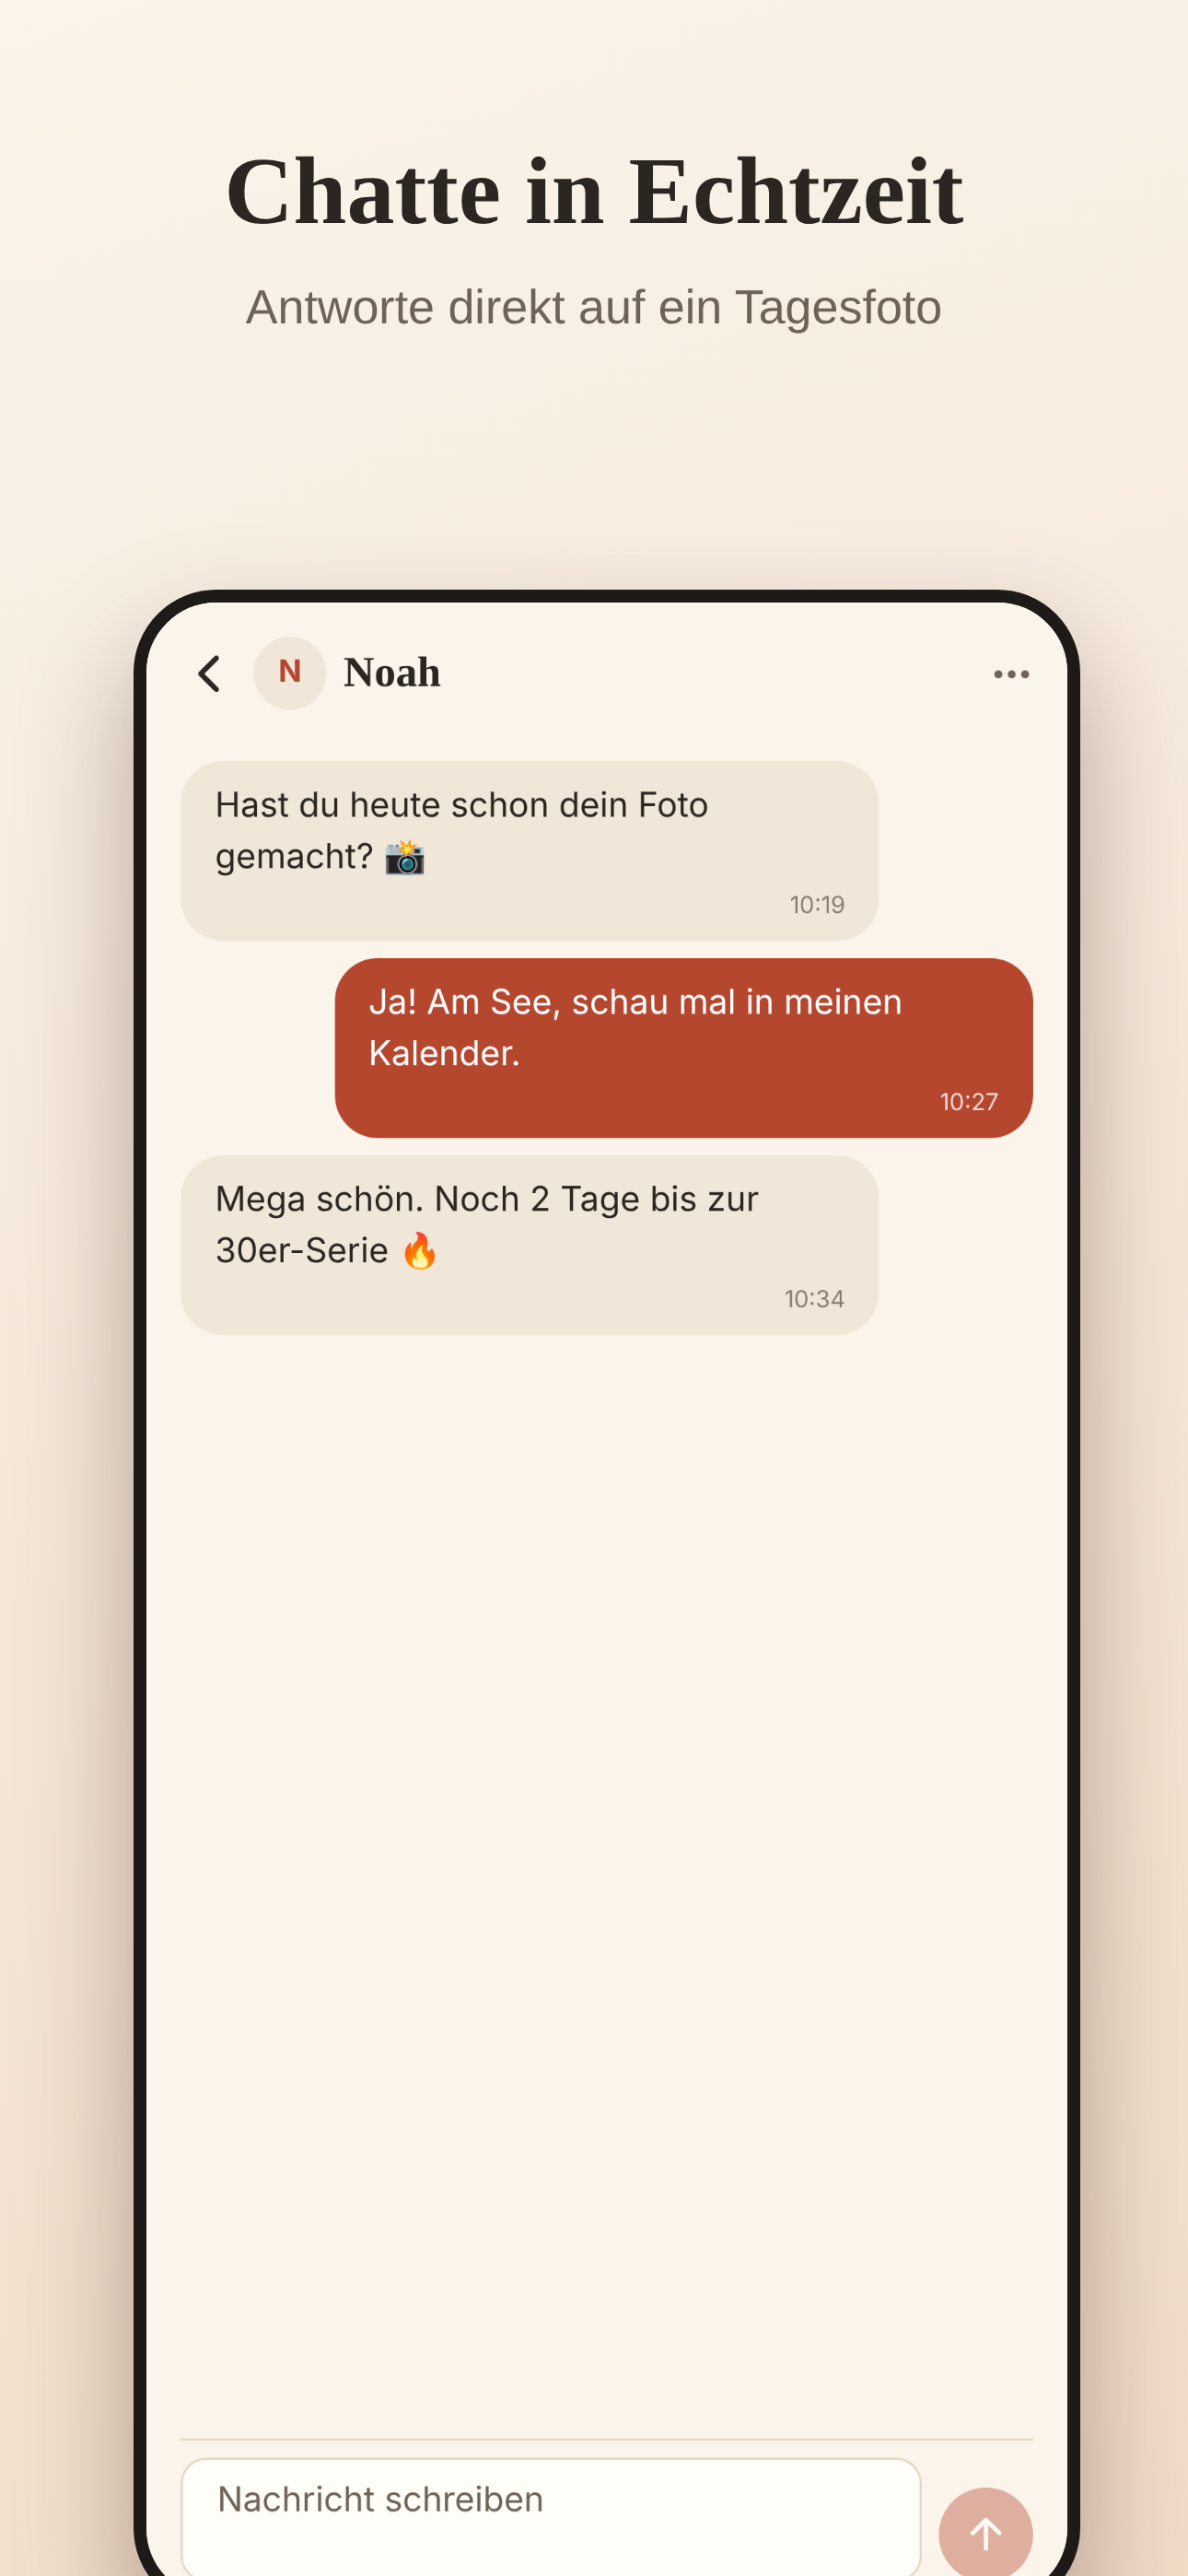 Chatte in Echtzeit
Antworte direkt auf ein Tagesfoto
N Noah
Hast du heute schon dein Foto
gemacht? 📸
10:19
Ja! Am See, schau mal in meinen
Kalender.
10:27
Mega schön. Noch 2 Tage bis zur
30er-Serie 🔥
10:34
Nachricht schreiben